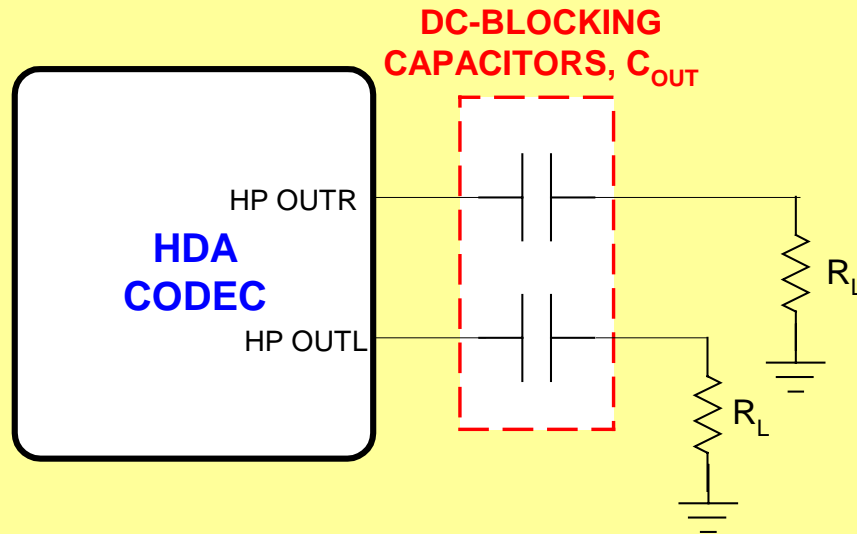 DC-BLOCKING
CAPACITORS, COUT
HP OUTR
HDA
CODEC
RL
HP OUTL
RL